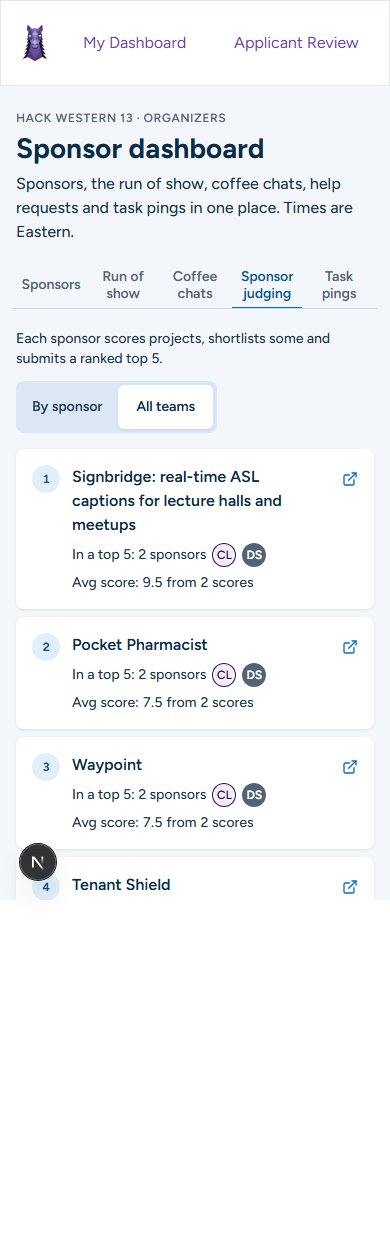 My Dashboard
Applicant Review
HACK WESTERN 13 · ORGANIZERS
Sponsor dashboard
Sponsors, the run of show, coffee chats, help
requests and task pings in one place. Times are
Eastern.
Sponsors
Run of
show
Coffee
chats
Sponsor
judging
Task
pings
Each sponsor scores projects, shortlists some and
submits a ranked top 5.
By sponsor
All teams
1
Signbridge: real-time ASL
captions for lecture halls and
meetups
In a top 5: 2 sponsors CL DS
Avg score: 9.5 from 2 scores
2
Pocket Pharmacist
In a top 5: 2 sponsors CL DS
Avg score: 7.5 from 2 scores
3
Waypoint
In a top 5: 2 sponsors CL DS
Avg score: 7.5 from 2 scores
N
4
Tenant Shield